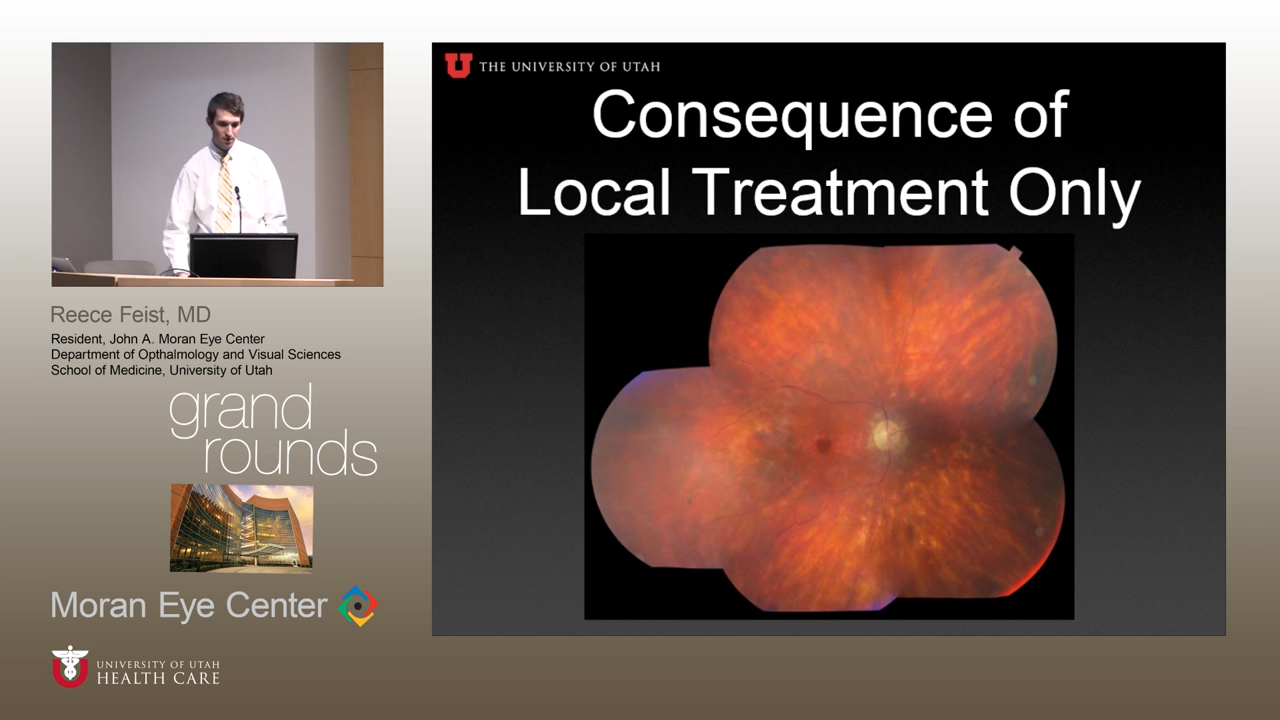 THE UNIVERSITY OF UTAH
Consequence of
Local Treatment Only
Reece Feist, MD
Resident, John A. Moran Eye Center
Department of Opthalmology and Visual Sciences
School of Medicine, University of Utah
grand
rounds
Moran Eye Center
UNIVERSITY OF UTAH
HEALTH CARE